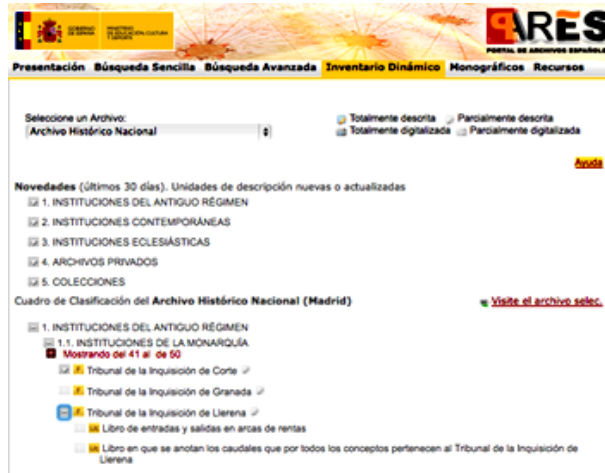 GOBIERNO DE ESPAÑA
MINISTERIO DE EDUCACIÓN, CULTURA Y DEPORTE
PARES
PORTAL DE ARCHIVOS ESPAÑOLE
Presentación Búsqueda Sencilla Búsqueda Avanzada Inventario Dinámico Monográficos Recursos
Seleccione un Archivo:
Archivo Histórico Nacional
Totalmente descrita Parcialmente descrita
Totalmente digitalizada Parcialmente digitalizada
Ayuda
Novedades (últimos 30 días). Unidades de descripción nuevas o actualizadas
1. INSTITUCIONES DEL ANTIGUO RÉGIMEN
2. INSTITUCIONES CONTEMPORÁNEAS
3. INSTITUCIONES ECLESIÁSTICAS
4. ARCHIVOS PRIVADOS
5. COLECCIONES
Cuadro de Clasificación del Archivo Histórico Nacional (Madrid)
Visite el archivo selec.
1. INSTITUCIONES DEL ANTIGUO RÉGIMEN
1.1. INSTITUCIONES DE LA MONARQUÍA
Mostrando del 41 al de 50
F. Tribunal de la Inquisición de Corte
F. Tribunal de la Inquisición de Granada
F. Tribunal de la Inquisición de Llerena
Libro de entradas y salidas en arcas de rentas
Libro en que se anotan los caudales que por todos los conceptos pertenecen al Tribunal de la Inquisición de
Llerena